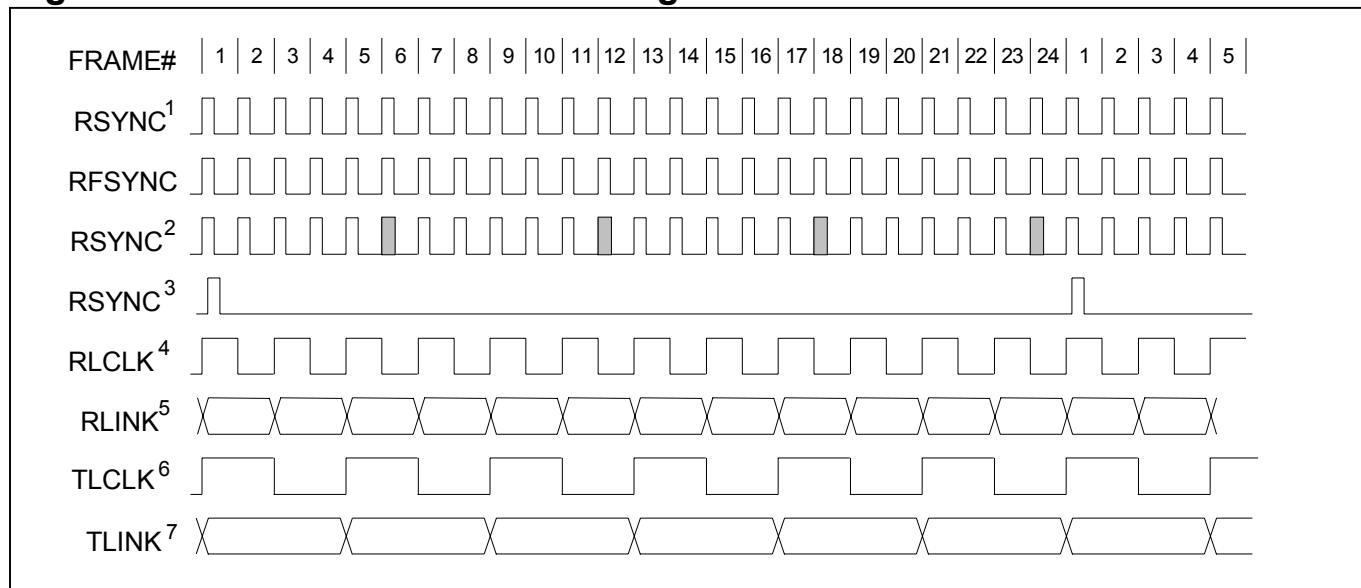 FRAME# 1 2 3 4 5 6 7 8 9 10 11 12 13 14 15 16 17 18 19 20 21 22 23 24 1 2 3 4 5
RSYNC1
RFSYNC
RSYNC2
RSYNC3
RLCLK4
RLINK5
TLCLK6
TLINK7